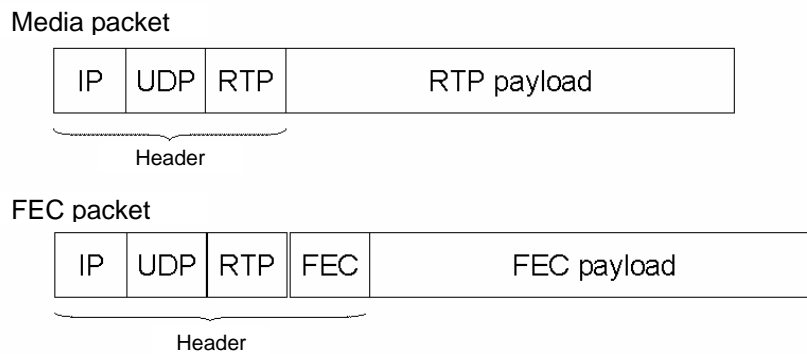 Media packet
IP UDP RTP RTP payload
Header
FEC packet
IP UDP RTP FEC FEC payload
Header